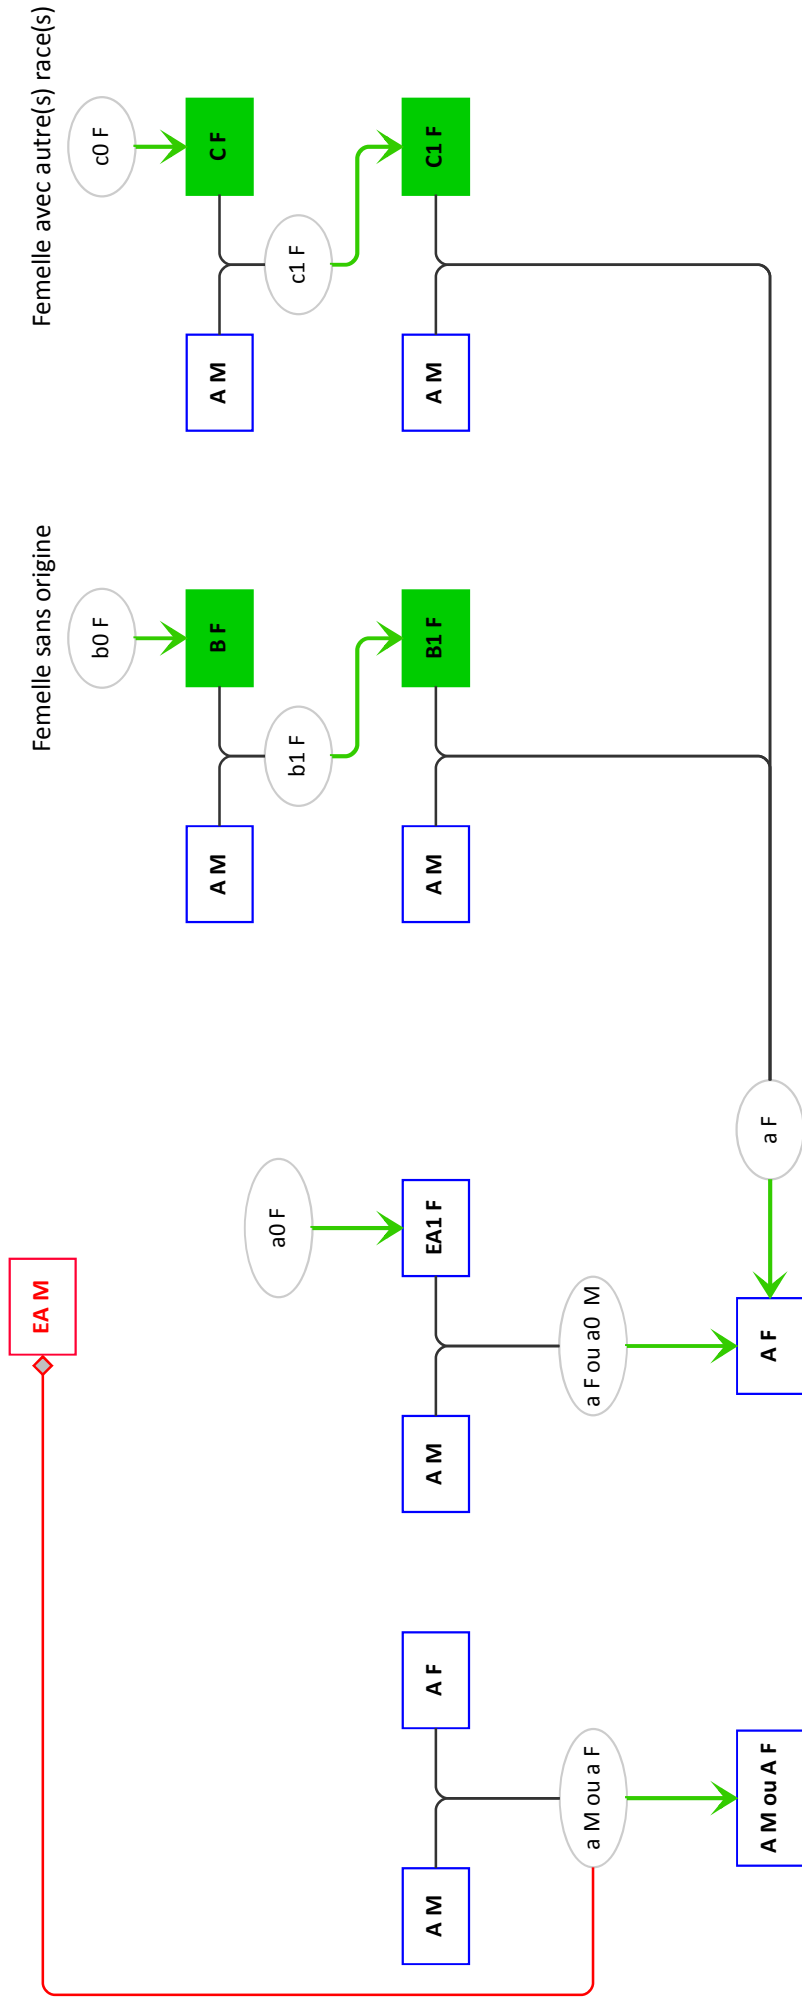 EA M
Femelle sans origine
Femelle avec autre(s) race(s)
b0 F
c0 F
A M
B F
A M
C F
a0 F
b1 F
c1 F
A M
A F
A M
EA1 F
A M
B1 F
A M
C1 F
a M ou a F
a F ou a0 M
A M ou A F
A F
a F